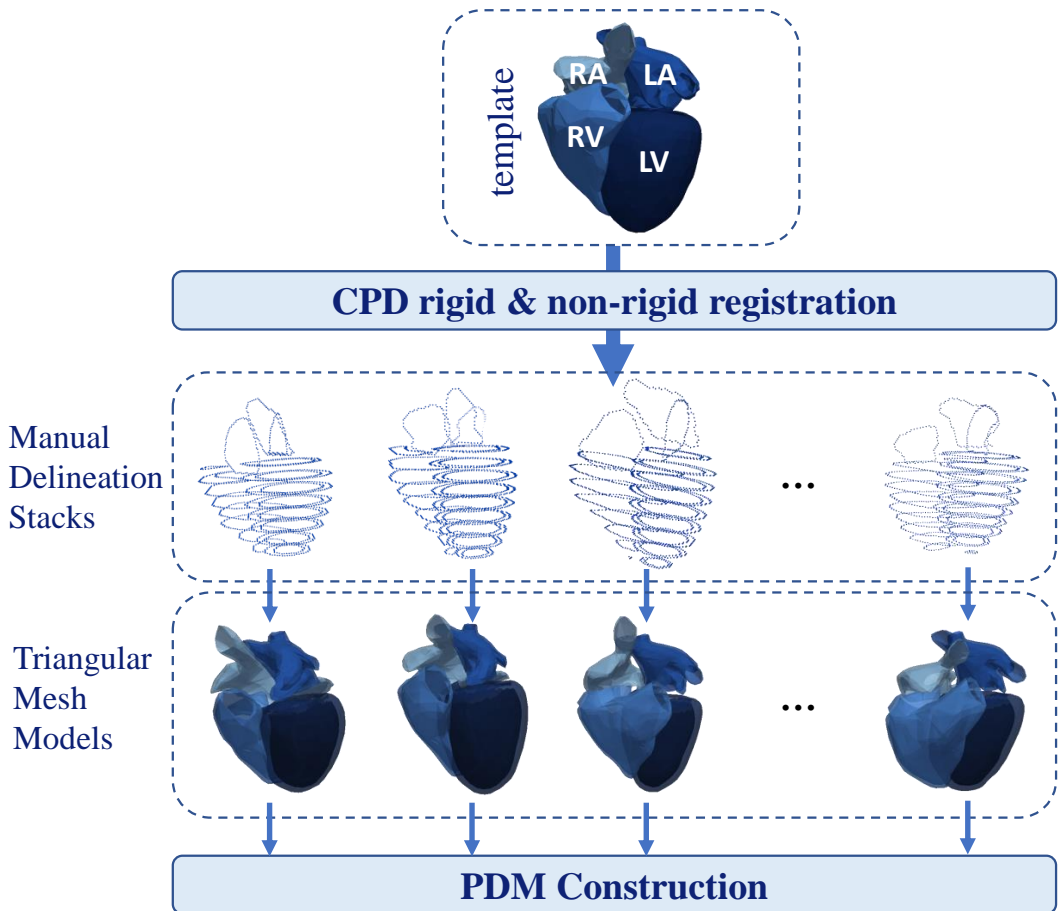 template
RA
LA
RV
LV
CPD rigid & non-rigid registration
Manual
Delineation
Stacks
...
Triangular
Mesh
Models
...
PDM Construction